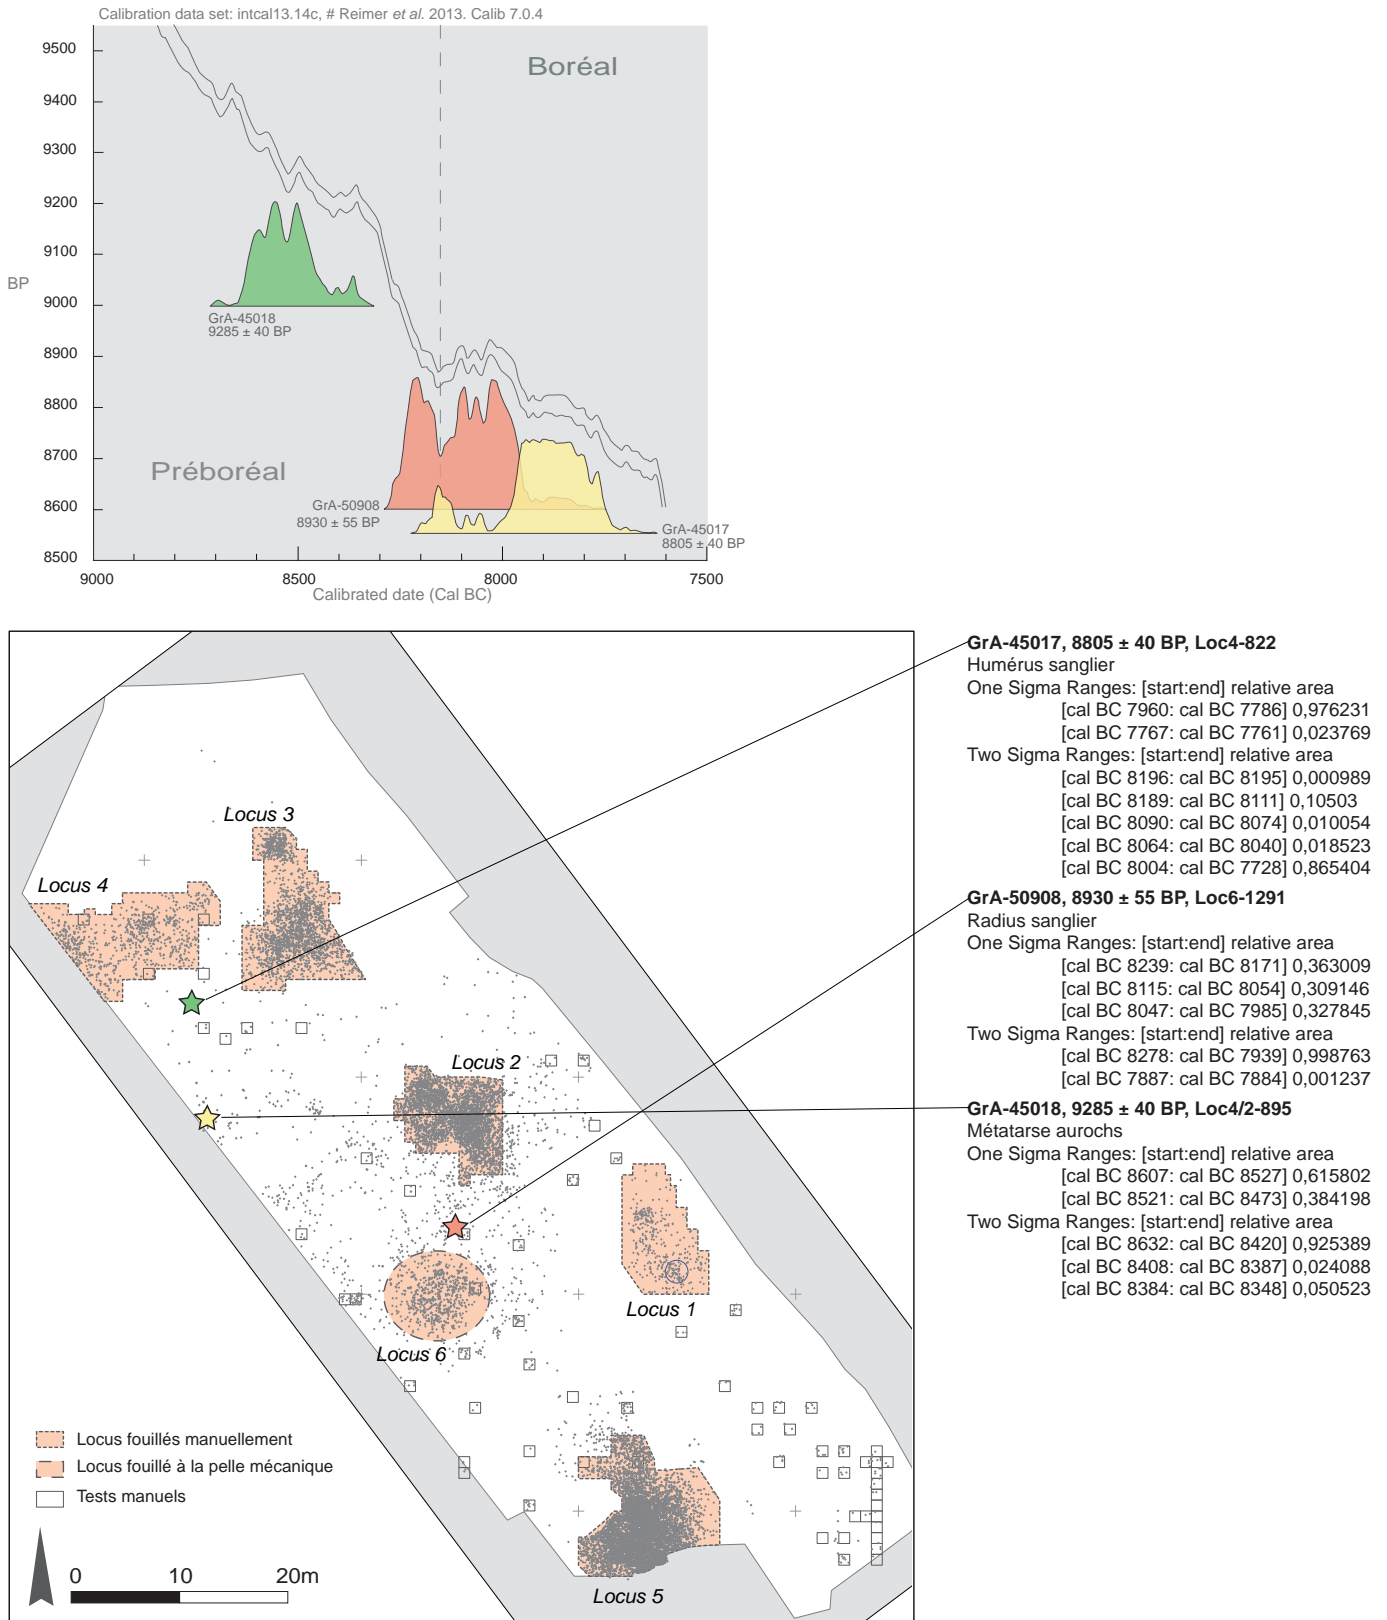 Calibration data set: intcal13.14c, # Reimer et al. 2013. Calib 7.0.4
Boréal
9500
9400
9300
9200
9100
BP
9000
8900
8800
8700
8600
8500
GrA-45018
9285 ± 40 BP
Préboréal
GrA-50908
8930 ± 55 BP
GrA-45017
8805 ± 40 BP
9000
8500
8000
7500
Calibrated date (Cal BC)
GrA-45017, 8805 ± 40 BP, Loc4-822
Humérus sanglier
One Sigma Ranges: [start:end] relative area
[cal BC 7960: cal BC 7786] 0,976231
[cal BC 7767: cal BC 7761] 0,023769
Two Sigma Ranges: [start:end] relative area
[cal BC 8196: cal BC 8195] 0,000989
[cal BC 8189: cal BC 8111] 0,10503
[cal BC 8090: cal BC 8074] 0,010054
[cal BC 8064: cal BC 8040] 0,018523
[cal BC 8004: cal BC 7728] 0,865404
GrA-50908, 8930 ± 55 BP, Loc6-1291
Radius sanglier
One Sigma Ranges: [start:end] relative area
[cal BC 8239: cal BC 8171] 0,363009
[cal BC 8115: cal BC 8054] 0,309146
[cal BC 8047: cal BC 7985] 0,327845
Two Sigma Ranges: [start:end] relative area
[cal BC 8278: cal BC 7939] 0,998763
[cal BC 7887: cal BC 7884] 0,001237
GrA-45018, 9285 ± 40 BP, Loc4/2-895
Métatarse aurochs
One Sigma Ranges: [start:end] relative area
[cal BC 8607: cal BC 8527] 0,615802
[cal BC 8521: cal BC 8473] 0,384198
Two Sigma Ranges: [start:end] relative area
[cal BC 8632: cal BC 8420] 0,925389
[cal BC 8408: cal BC 8387] 0,024088
[cal BC 8384: cal BC 8348] 0,050523
Locus 3
Locus 4
Locus 2
Locus 1
Locus 6
Locus 5
Locus fouillés manuellement
Locus fouillé à la pelle mécanique
Tests manuels
0
10
20m